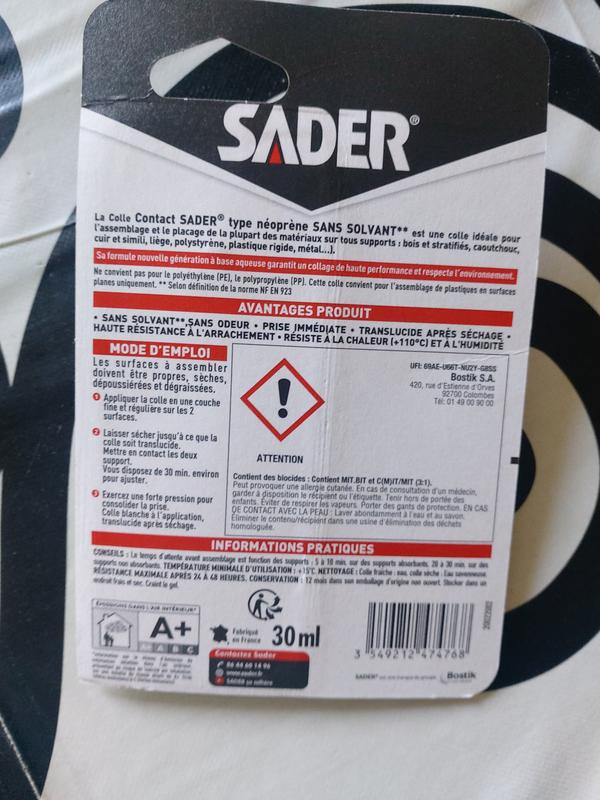 SADER®
La Colle Contact SADER® type néoprène SANS SOLVANT** est une colle idéale pour
l'assemblage et le placage de la plupart des matériaux sur tous supports : bois et stratifiés, caoutchouc,
cuir et simili, liège, polystyrène, plastique rigide, métal...).
Sa formule nouvelle génération à base aqueuse garantit un collage de haute performance et respecte l'environnement.
Ne convient pas pour le polyéthylène (PE), le polypropylène (PP). Cette colle convient pour l'assemblage de plastiques en surfaces
planes uniquement. ** Selon définition de la norme NF EN 923
AVANTAGES PRODUIT
• SANS SOLVANT**,SANS ODEUR • PRISE IMMÉDIATE • TRANSLUCIDE APRÈS SÉCHAGE •
HAUTE RÉSISTANCE À L'ARRACHEMENT • RÉSISTE À LA CHALEUR (+110°C) ET À L'HUMIDITÉ
MODE D'EMPLOI
Les surfaces à assembler
doivent être propres, sèches,
dépoussiérées et dégraissées.
1 Appliquer la colle en une couche
fine et régulière sur les 2
surfaces.
2 Laisser sécher jusqu'à ce que la
colle soit translucide.
Mettre en contact les deux
support.
Vous disposez de 30 min. environ
pour ajuster.
3 Exercez une forte pression pour
consolider la prise.
Colle blanche à l'application,
translucide après séchage.
ATTENTION
UFI: 69AE-U66T-NU2Y-G8SS
Bostik S.A.
420, rue d'Estienne d'Orves
92700 Colombes
Tél: 01 49 00 90 00
Contient des biocides : Contient MIT.BIT et C(M)IT/MIT (3:1).
Peut provoquer une allergie cutanée. En cas de consultation d'un médecin,
garder à disposition le récipient ou l'étiquette. Tenir hors de portée des
enfants. Éviter de respirer les vapeurs. Porter des gants de protection. EN CAS
DE CONTACT AVEC LA PEAU : Laver abondamment à l'eau et au savon.
Éliminer le contenu/récipient dans une usine d'élimination des déchets
homologuée.
INFORMATIONS PRATIQUES
CONSEILS : Le temps d'attente avant assemblage est fonction des supports : 5 à 10 min. sur des supports absorbants, 20 à 30 min. sur des
supports non absorbants. TEMPÉRATURE MINIMALE D'UTILISATION : +15°C. NETTOYAGE : Colle fraîche : eau, colle sèche : Eau savonneuse.
RÉSISTANCE MAXIMALE APRÈS 24 À 48 HEURES. CONSERVATION : 12 mois dans son emballage d'origine non ouvert. Stocker dans un
endroit frais et sec. Craint le gel.
ÉMISSIONS DANS L'AIR INTÉRIEUR*
A+
A+ A B C
Fabriqué
en France
30 ml
Contactez Sader
www.sader.fr
3 549212 474768
Bostik